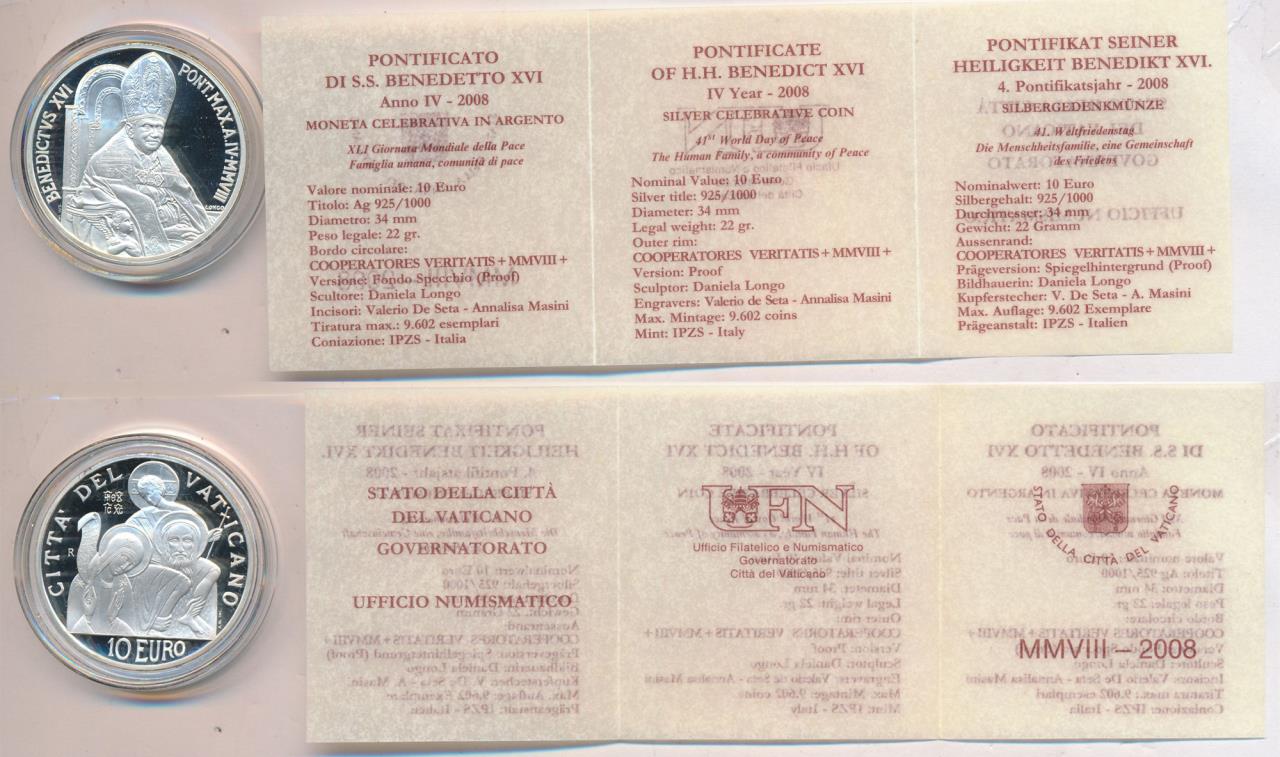 BENEDICTVS XVI PONT.MAX.A.IV-MMVIII
LONGO
PONTIFICATO
DI S.S. BENEDETTO XVI
Anno IV - 2008
MONETA CELEBRATIVA IN ARGENTO
XLI Giornata Mondiale della Pace
Famiglia umana, comunità di pace
Valore nominale: 10 Euro
Titolo: Ag 925/1000
Diametro: 34 mm
Peso legale: 22 gr.
Bordo circolare:
COOPERATORES VERITATIS + MMVIII +
Versione: Fondo Specchio (Proof)
Scultore: Daniela Longo
Incisori: Valerio De Seta - Annalisa Masini
Tiratura max.: 9.602 esemplari
Coniazione: IPZS - Italia
PONTIFICATE
OF H.H. BENEDICT XVI
IV Year - 2008
SILVER CELEBRATIVE COIN
41st World Day of Peace
The Human Family, a community of Peace
Nominal Value: 10 Euro
Silver title: 925/1000
Diameter: 34 mm
Legal weight: 22 gr.
Outer rim:
COOPERATORES VERITATIS + MMVIII +
Version: Proof
Sculptor: Daniela Longo
Engravers: Valerio de Seta - Annalisa Masini
Max. Mintage: 9.602 coins
Mint: IPZS - Italy
PONTIFIKAT SEINER
HEILIGKEIT BENEDIKT XVI.
4. Pontifikatsjahr - 2008
SILBERGEDENKMÜNZE
41. Weltfriedenstag
Die Menschheitsfamilie, eine Gemeinschaft
des Friedens
Nominalwert: 10 Euro
Silbergehalt: 925/1000
Durchmesser: 34 mm
Gewicht: 22 Gramm
Aussenrand:
COOPERATORES VERITATIS + MMVIII +
Prägeversion: Spiegelhintergrund (Proof)
Bildhauerin: Daniela Longo
Kupferstecher: V. De Seta - A. Masini
Max. Auflage: 9.602 Exemplare
Prägeanstalt: IPZS - Italien
CITTA' DEL VATICANO
R
10 EURO
STATO DELLA CITTÀ
DEL VATICANO
GOVERNATORATO
UFFICIO NUMISMATICO
UFN
Ufficio Filatelico e Numismatico
Governatorato
Città del Vaticano
STATO DELLA CITTÀ DEL VATICANO
MMVIII – 2008